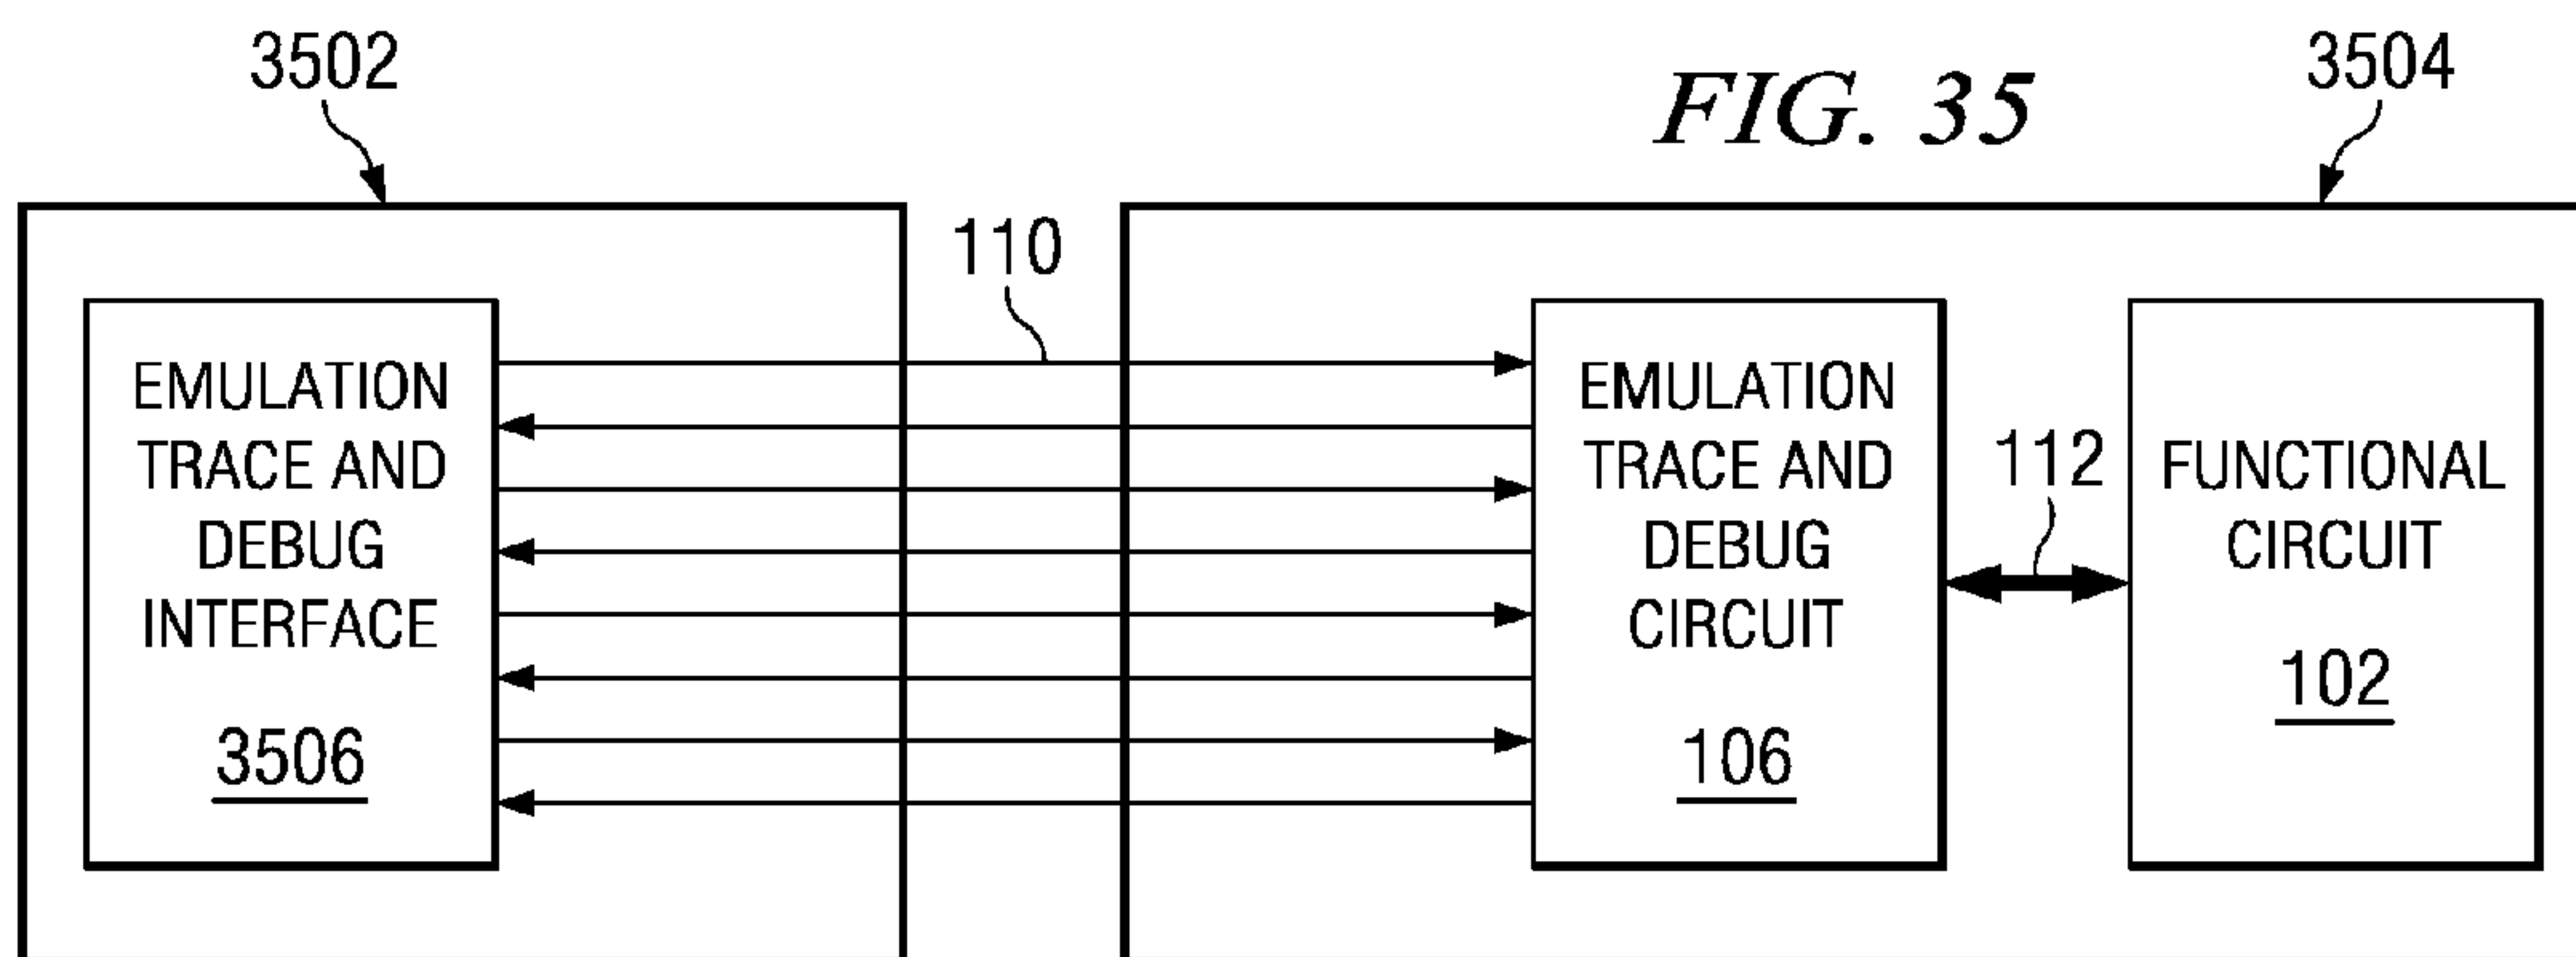 3502
FIG. 35
3504
110
EMULATION
TRACE AND
DEBUG
INTERFACE
3506
EMULATION
TRACE AND
DEBUG
CIRCUIT
106
112
FUNCTIONAL
CIRCUIT
102